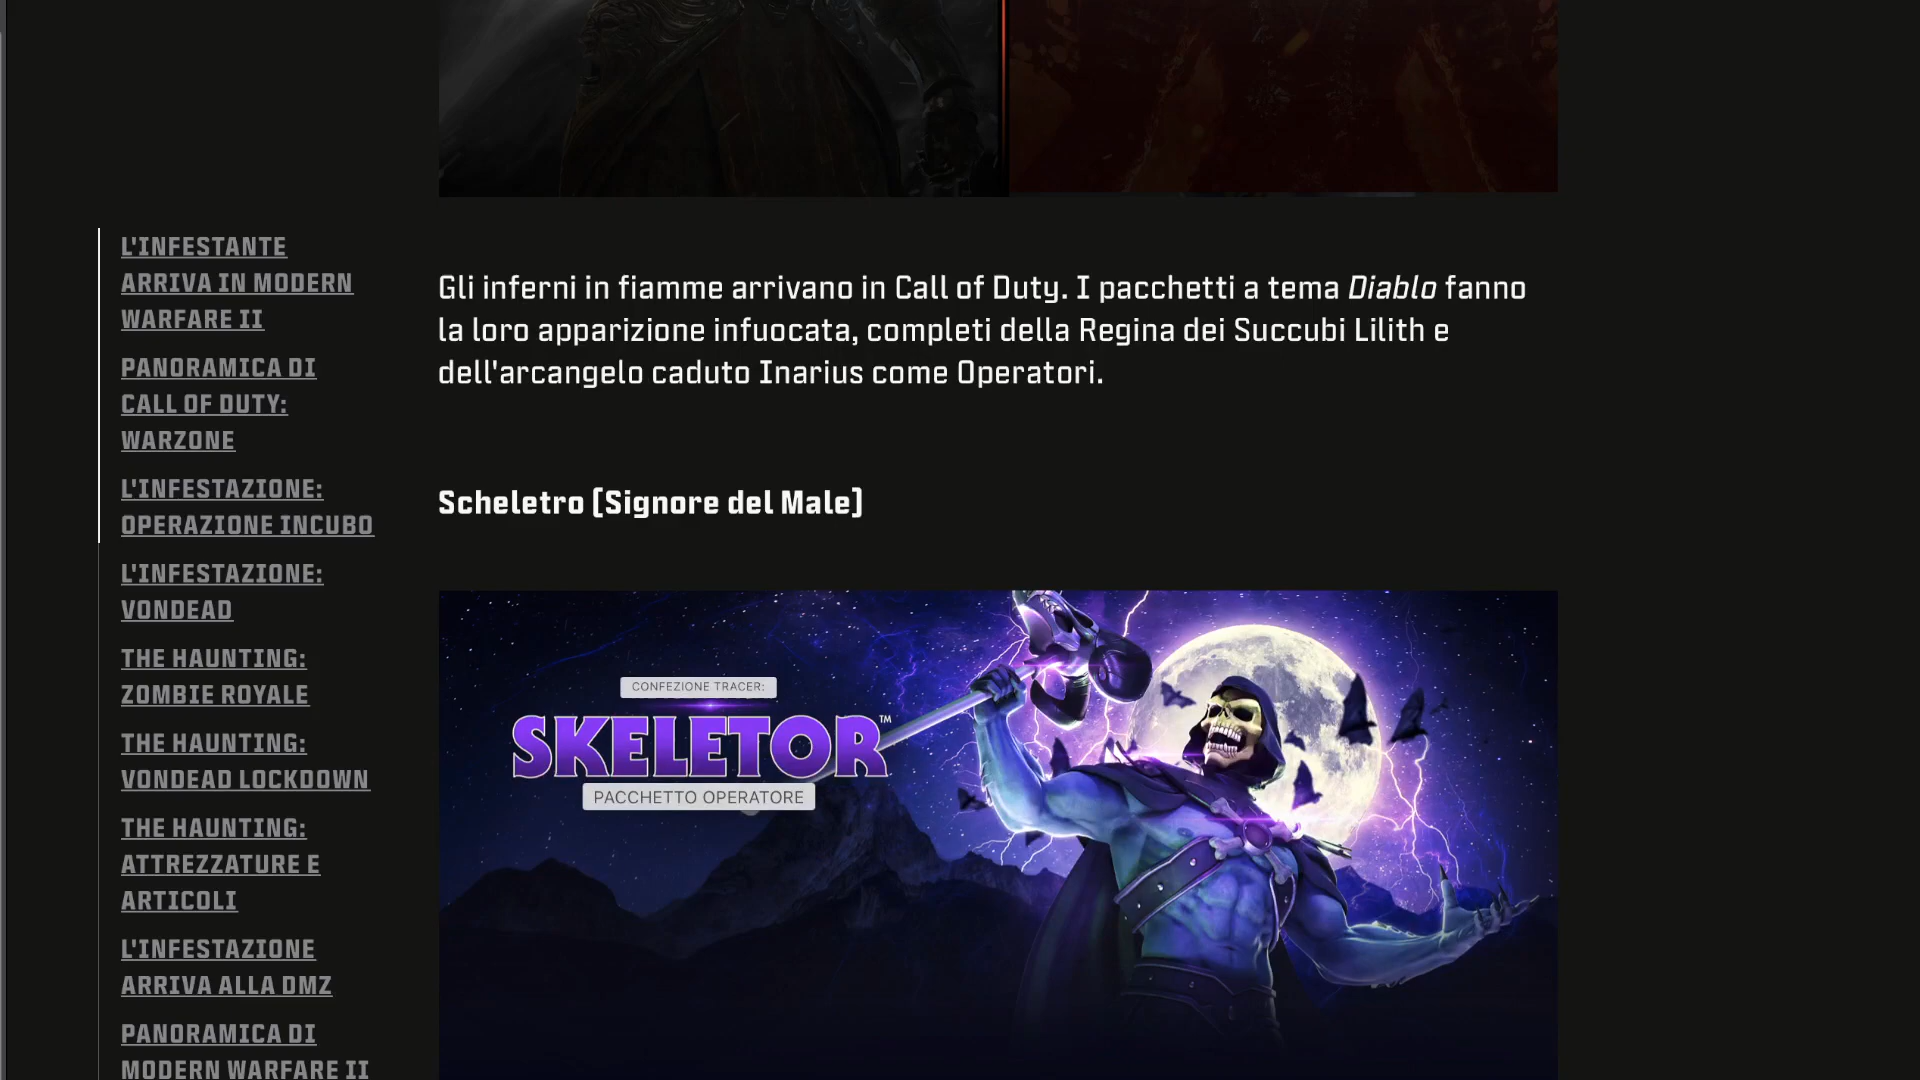 L'INFESTANTE
ARRIVA IN MODERN
WARFARE II
PANORAMICA DI
CALL OF DUTY:
WARZONE
L'INFESTAZIONE:
OPERAZIONE INCUBO
L'INFESTAZIONE:
VONDEAD
THE HAUNTING:
ZOMBIE ROYALE
THE HAUNTING:
VONDEAD LOCKDOWN
THE HAUNTING:
ATTREZZATURE E
ARTICOLI
L'INFESTAZIONE
ARRIVA ALLA DMZ
PANORAMICA DI
MODERN WARFARE II
Gli inferni in fiamme arrivano in Call of Duty. I pacchetti a tema Diablo fanno
la loro apparizione infuocata, completi della Regina dei Succubi Lilith e
dell'arcangelo caduto Inarius come Operatori.
Scheletro [Signore del Male]
CONFEZIONE TRACER:
SKELETOR™
PACCHETTO OPERATORE